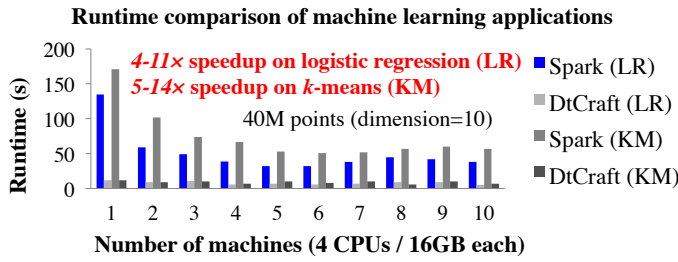 Runtime comparison of machine learning applications
4-11× speedup on logistic regression (LR)
5-14× speedup on k-means (KM)
40M points (dimension=10)
Runtime (s)
200
150
100
50
0
1 2 3 4 5 6 7 8 9 10
Number of machines (4 CPUs / 16GB each)
Spark (LR)
DtCraft (LR)
Spark (KM)
DtCraft (KM)